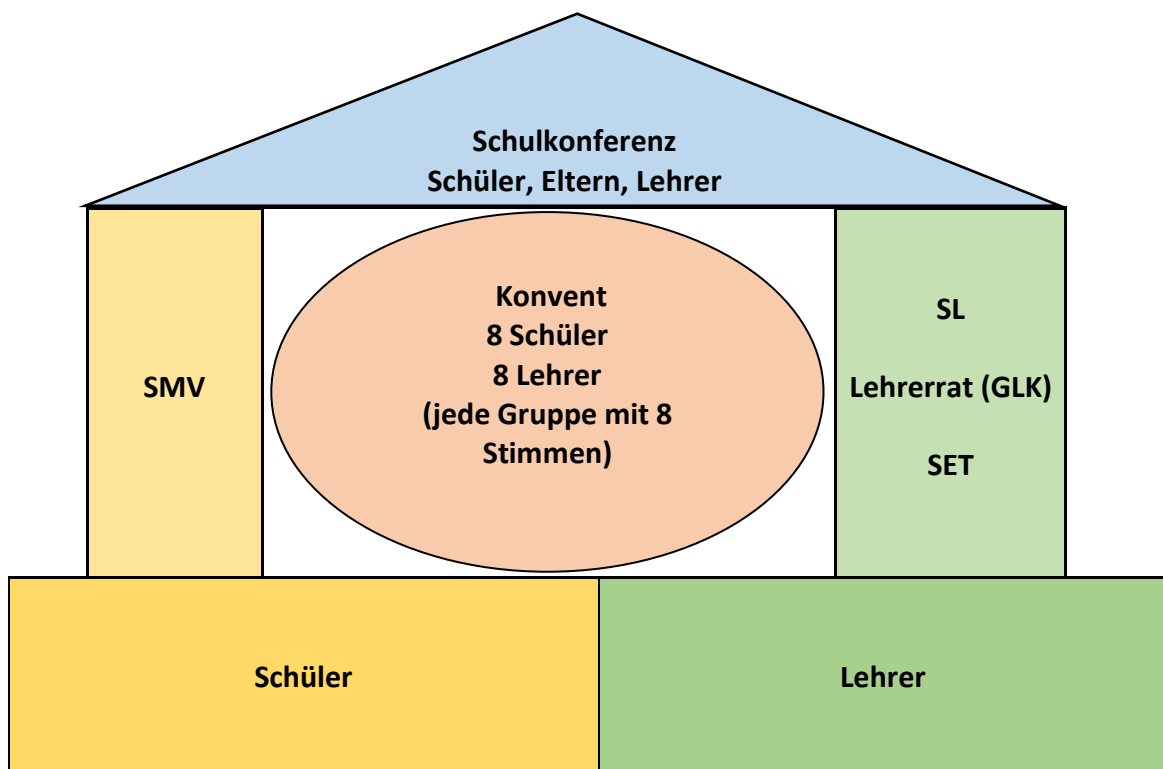 Schulkonferenz
Schüler, Eltern, Lehrer
SMV
Konvent
8 Schüler
8 Lehrer
(jede Gruppe mit 8
Stimmen)
SL
Lehrerrat (GLK)
SET
Schüler
Lehrer